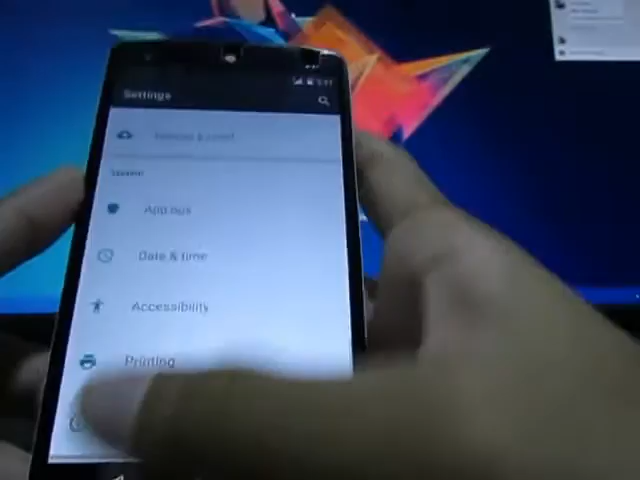 Settings
System
App ops
Date & time
Accessibility
Printing